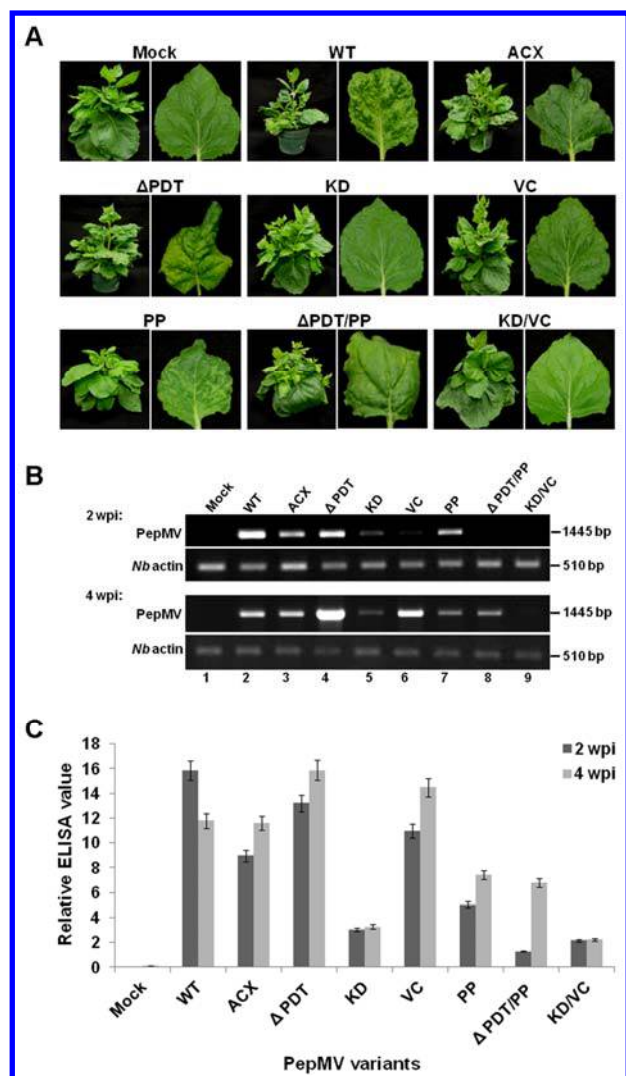 A
Mock WT ACX
ΔPDT KD VC
PP ΔPDT/PP KD/VC
B
Mock WT ACX Δ PDT KD VC PP Δ PDT/PP KD/VC
2 wpi:
PepMV 1445 bp
Nb actin 510 bp
4 wpi:
PepMV 1445 bp
Nb actin 510 bp
1 2 3 4 5 6 7 8 9
C
18
16
14
12
10
8
6
4
2
0
Relative ELISA value
2 wpi
4 wpi
Mock WT ACX Δ PDT KD VC PP Δ PDT/PP KD/VC
PepMV variants